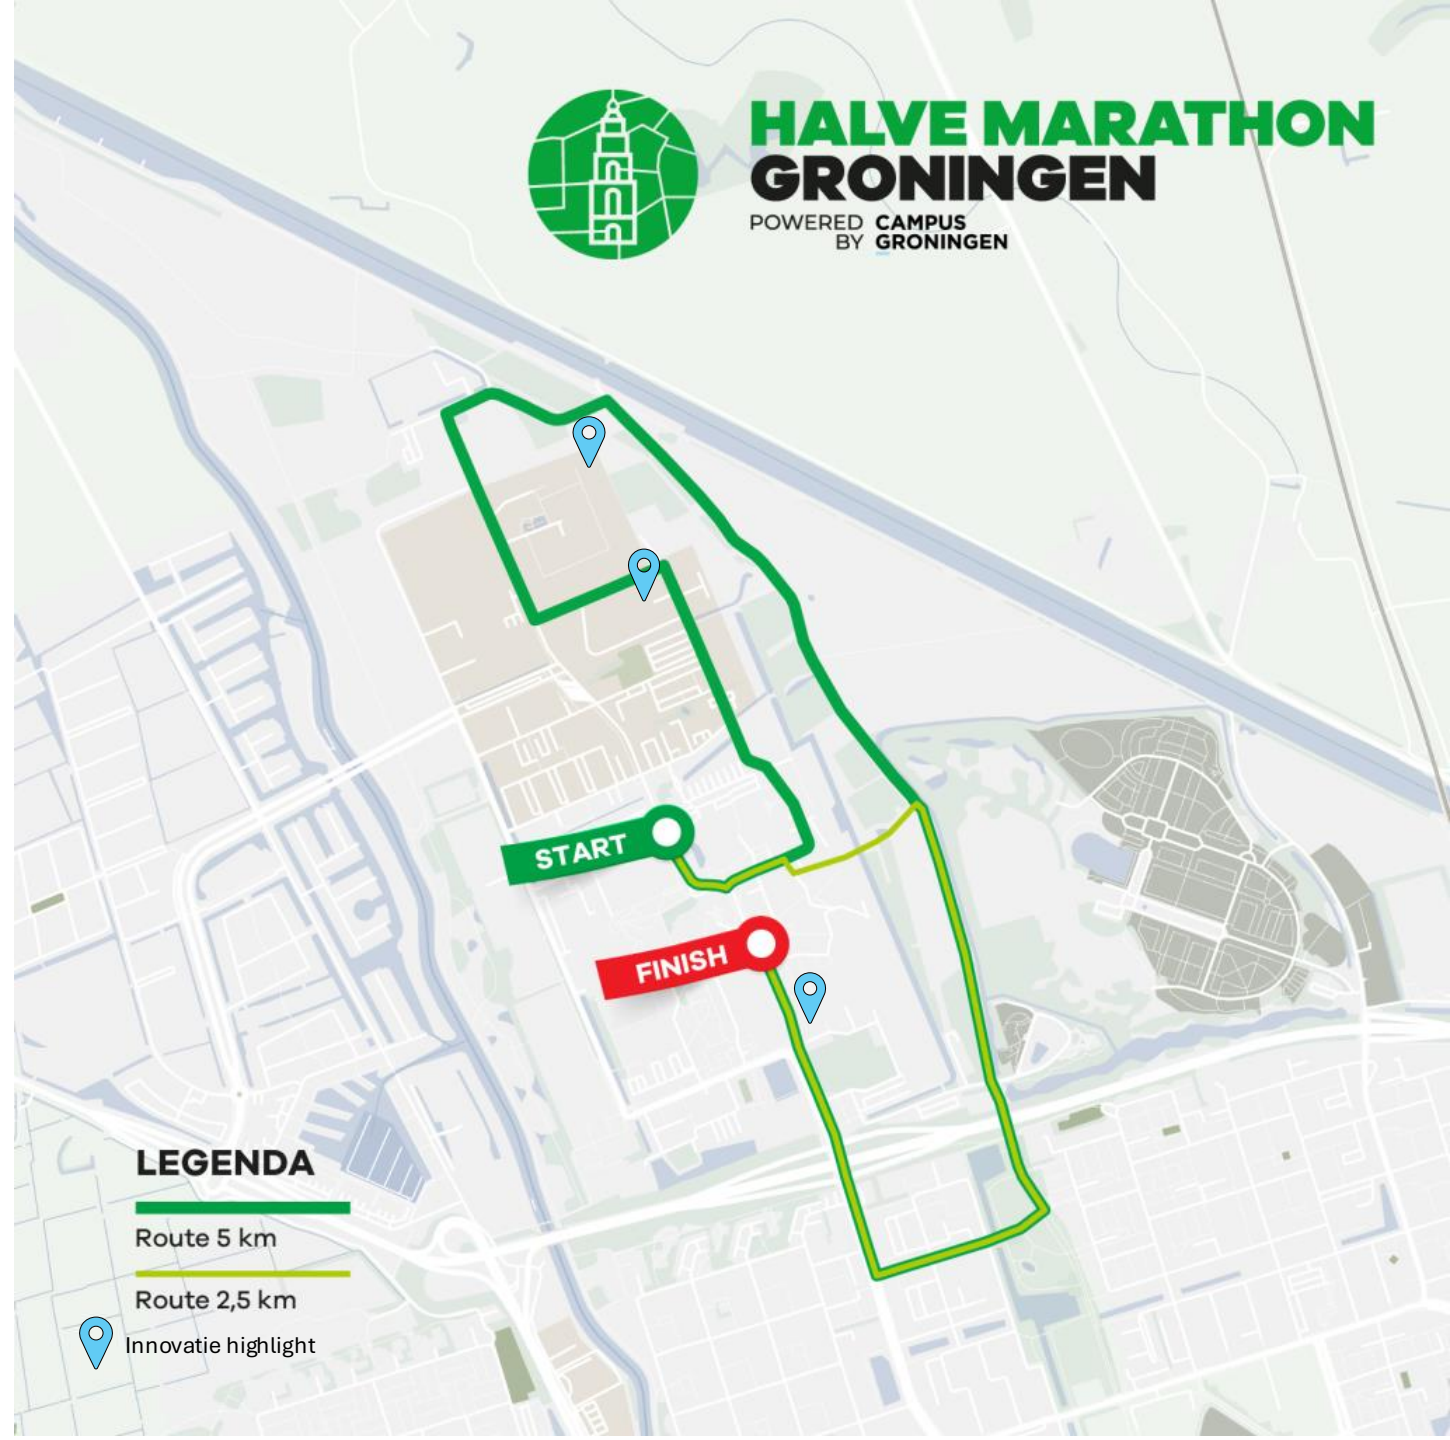 HALVE MARATHON
GRONINGEN
POWERED CAMPUS
BY GRONINGEN
START
FINISH
LEGENDA
Route 5 km
Route 2,5 km
Innovatie highlight